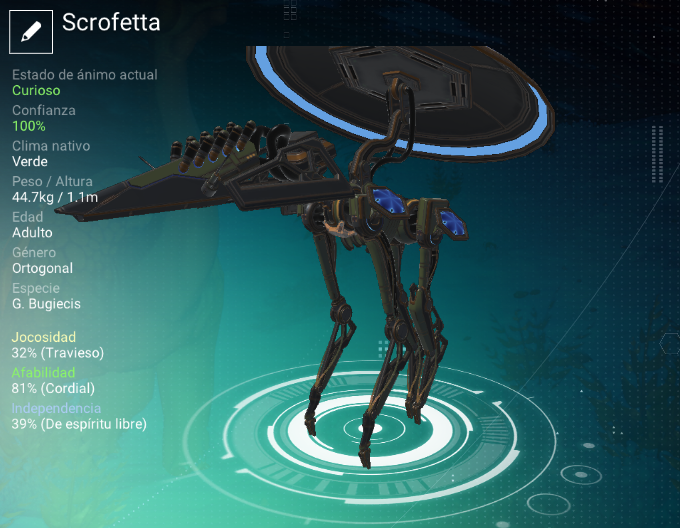 Scrofetta
Estado de ánimo actual
Curioso
Confianza
100%
Clima nativo
Verde
Peso / Altura
44.7kg / 1.1m
Edad
Adulto
Género
Ortogonal
Especie
G. Bugiecis
Jocosidad
32% (Travieso)
Afabilidad
81% (Cordial)
Independencia
39% (De espíritu libre)